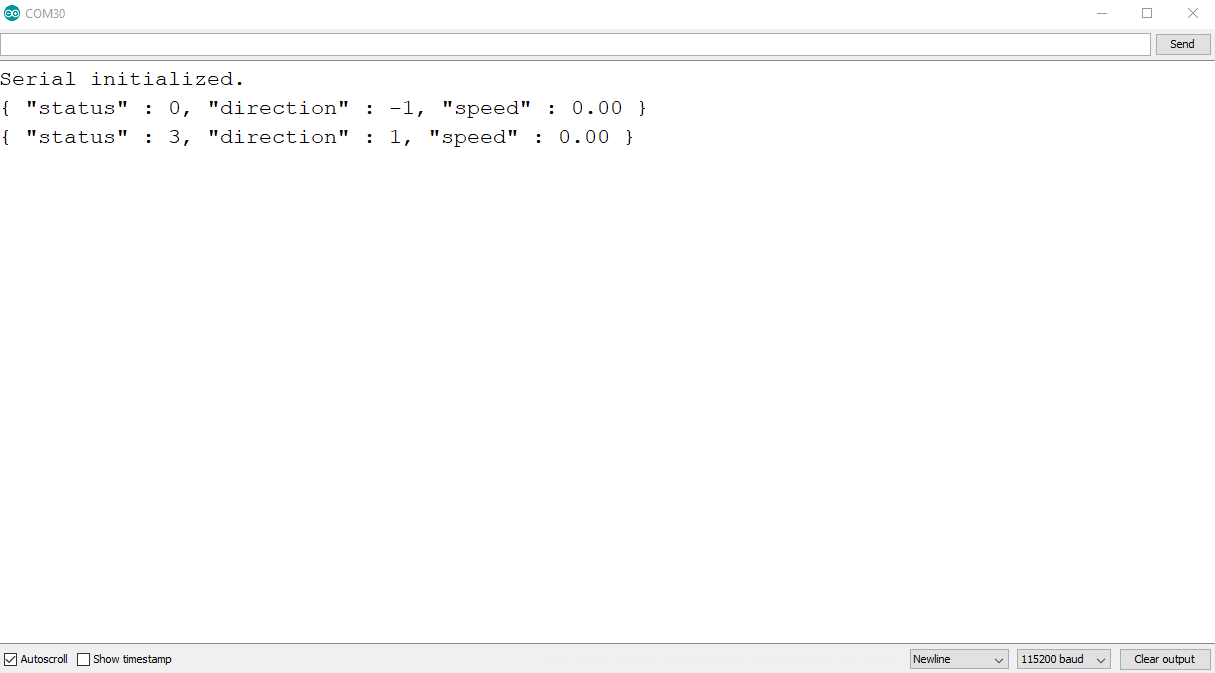 COM30
Send
Serial initialized.
{ "status" : 0, "direction" : -1, "speed" : 0.00 }
{ "status" : 3, "direction" : 1, "speed" : 0.00 }
Autoscroll Show timestamp Newline 115200 baud Clear output